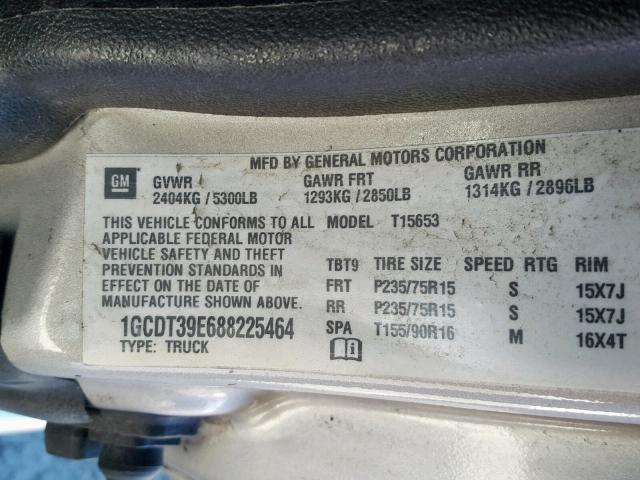 MFD BY GENERAL MOTORS CORPORATION
GM
GVWR GAWR FRT GAWR RR
2404KG / 5300LB 1293KG / 2850LB 1314KG / 2896LB
THIS VEHICLE CONFORMS TO ALL MODEL T15653
APPLICABLE FEDERAL MOTOR
VEHICLE SAFETY AND THEFT
PREVENTION STANDARDS IN
EFFECT ON THE DATE OF
MANUFACTURE SHOWN ABOVE.
1GCDT39E688225464
TYPE: TRUCK
TBT9 TIRE SIZE SPEED RTG RIM
FRT P235/75R15 S 15X7J
RR P235/75R15 S 15X7J
SPA T155/90R16 M 16X4T